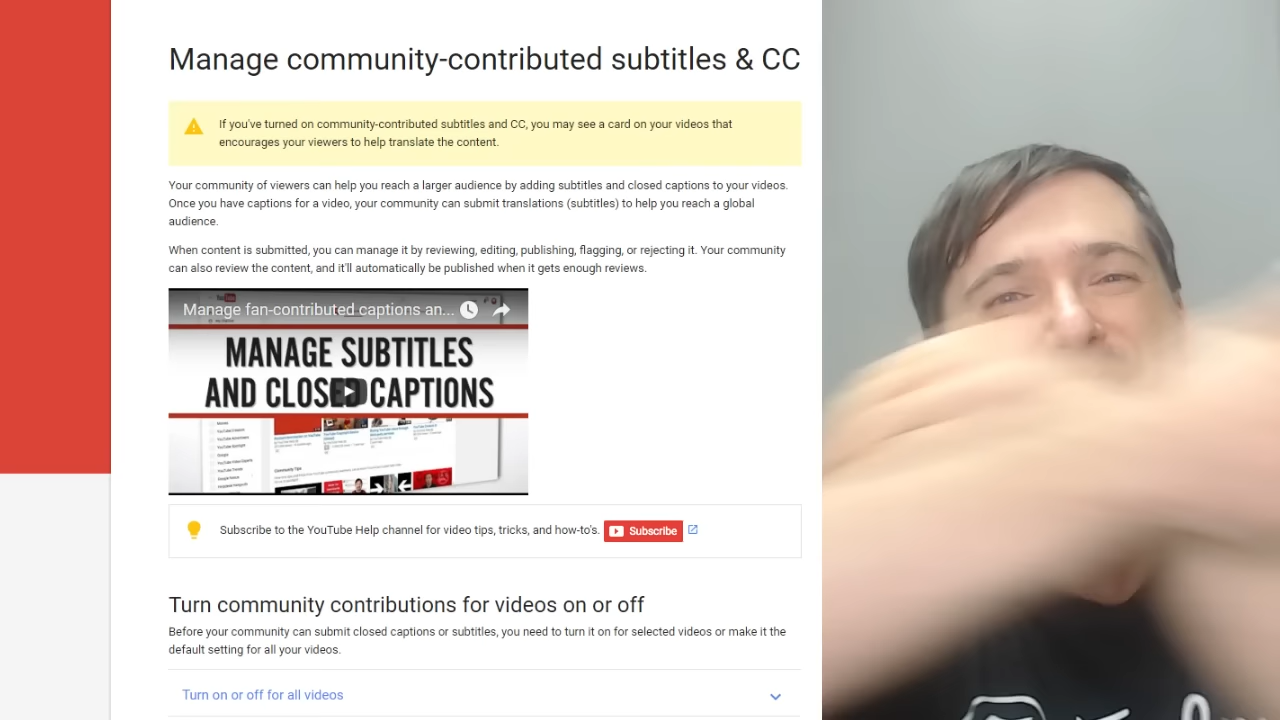 Manage community-contributed subtitles & CC
If you've turned on community-contributed subtitles and CC, you may see a card on your videos that
encourages your viewers to help translate the content.
Your community of viewers can help you reach a larger audience by adding subtitles and closed captions to your videos.
Once you have captions for a video, your community can submit translations (subtitles) to help you reach a global
audience.
When content is submitted, you can manage it by reviewing, editing, publishing, flagging, or rejecting it. Your community
can also review the content, and it'll automatically be published when it gets enough reviews.
Manage fan-contributed captions an...
MANAGE SUBTITLES
AND CLOSED CAPTIONS
Subscribe to the YouTube Help channel for video tips, tricks, and how-to's. Subscribe
Turn community contributions for videos on or off
Before your community can submit closed captions or subtitles, you need to turn it on for selected videos or make it the
default setting for all your videos.
Turn on or off for all videos